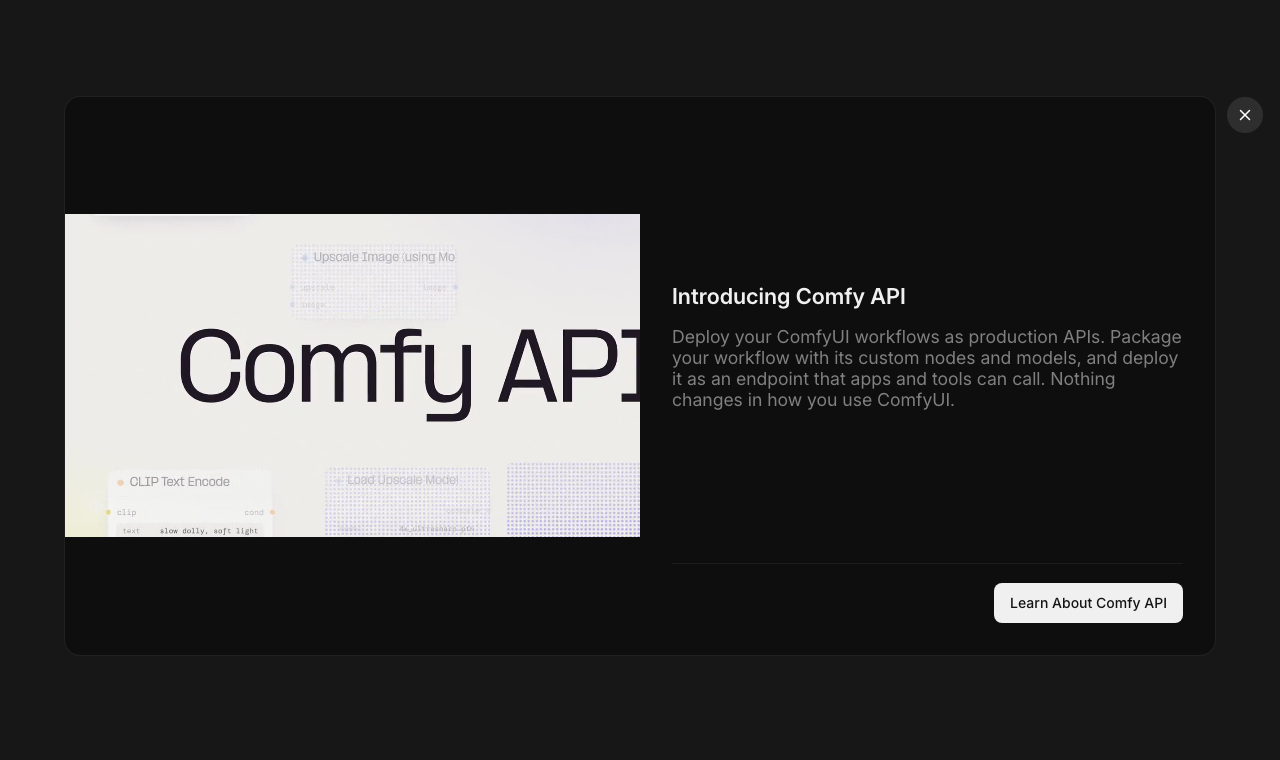 Upscale Image (using Mo
upscale image
image
Comfy API
CLIP Text Encode
clip cond
text slow dolly, soft light
Load Upscale Model
Introducing Comfy API
Deploy your ComfyUI workflows as production APIs. Package
your workflow with its custom nodes and models, and deploy
it as an endpoint that apps and tools can call. Nothing
changes in how you use ComfyUI.
Learn About Comfy API